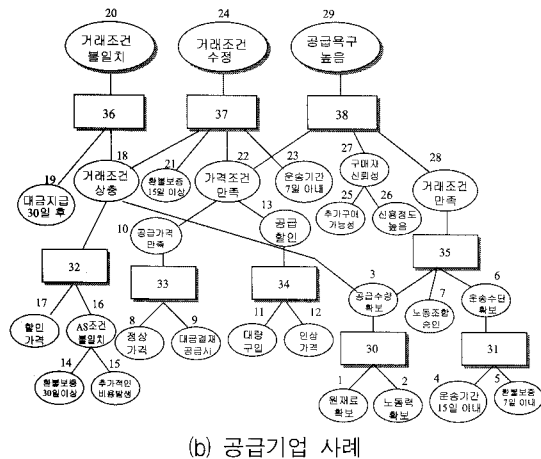 20
24
29
거래조건
불일치
거래조건
수정
공급욕구
높음
36
37
38
19
18
21
22
23
27
28
대금지급
30일 후
거래조건
상충
환불보증
15일 이상
가격조건
만족
운송기간
7일 아내
구매재
신뢰성
거래조건
만족
25
26
추가구매
가능성
신용정도
높음
10
13
공급가격
만족
공급
할인
32
33
34
35
3
6
7
공급수량
확보
노동조합
승인
운송수단
확보
17
16
할인
가격
AS조건
불일치
8
9
정상
가격
대금결재
공급시
11
12
대량
구입
인상
가격
30
31
14
15
환불보증
30일이상
추가적인
비용발생
1
2
원재료
확보
노동력
확보
4
5
운송기간
15일 이내
환불보증
7일 이내
(b) 공급기업 사례